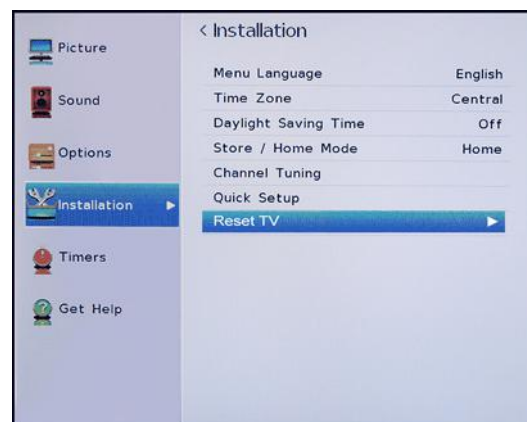 Picture
Sound
Options
Installation
Timers
Get Help
< Installation
Menu Language English
Time Zone Central
Daylight Saving Time Off
Store / Home Mode Home
Channel Tuning
Quick Setup
Reset TV